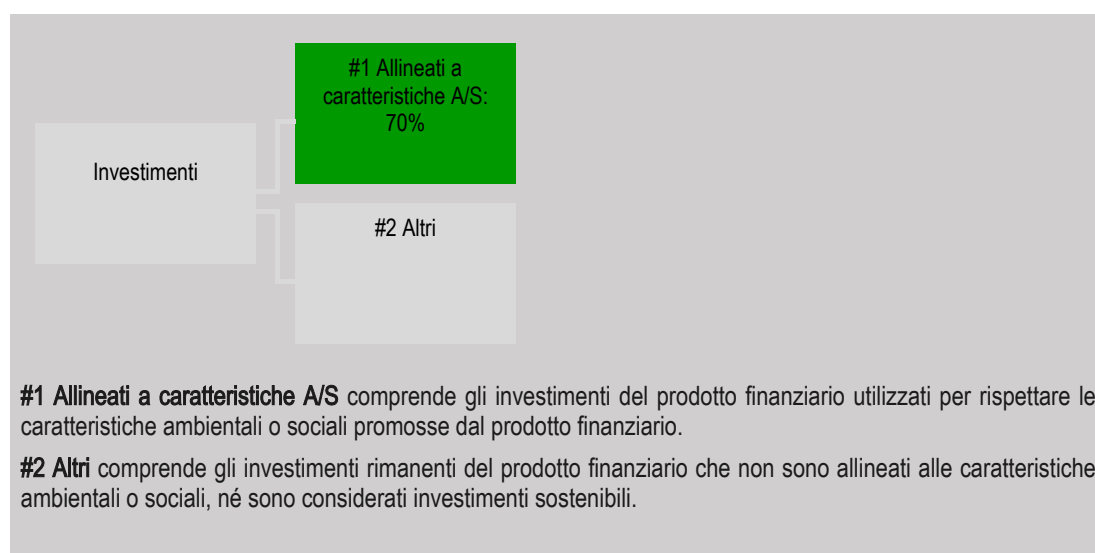 #1 Allineati a
caratteristiche A/S:
70%
Investimenti
#2 Altri
#1 Allineati a caratteristiche A/S comprende gli investimenti del prodotto finanziario utilizzati per rispettare le
caratteristiche ambientali o sociali promosse dal prodotto finanziario.
#2 Altri comprende gli investimenti rimanenti del prodotto finanziario che non sono allineati alle caratteristiche
ambientali o sociali, né sono considerati investimenti sostenibili.